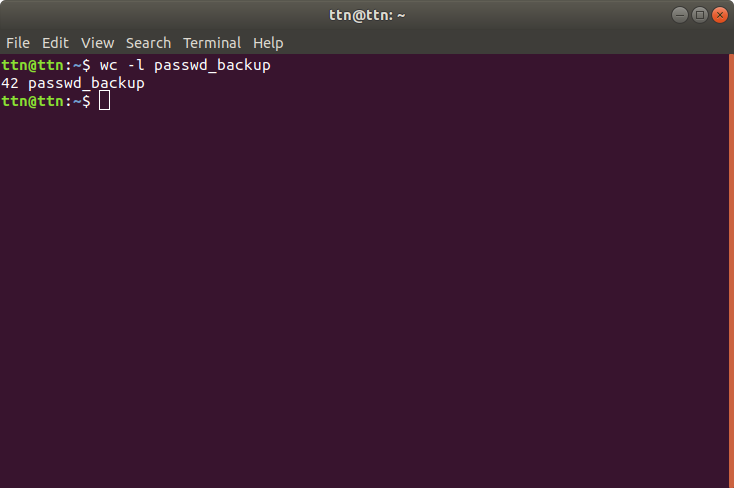 ttn@ttn: ~
File Edit View Search Terminal Help
ttn@ttn:~$ wc -l passwd_backup
42 passwd_backup
ttn@ttn:~$